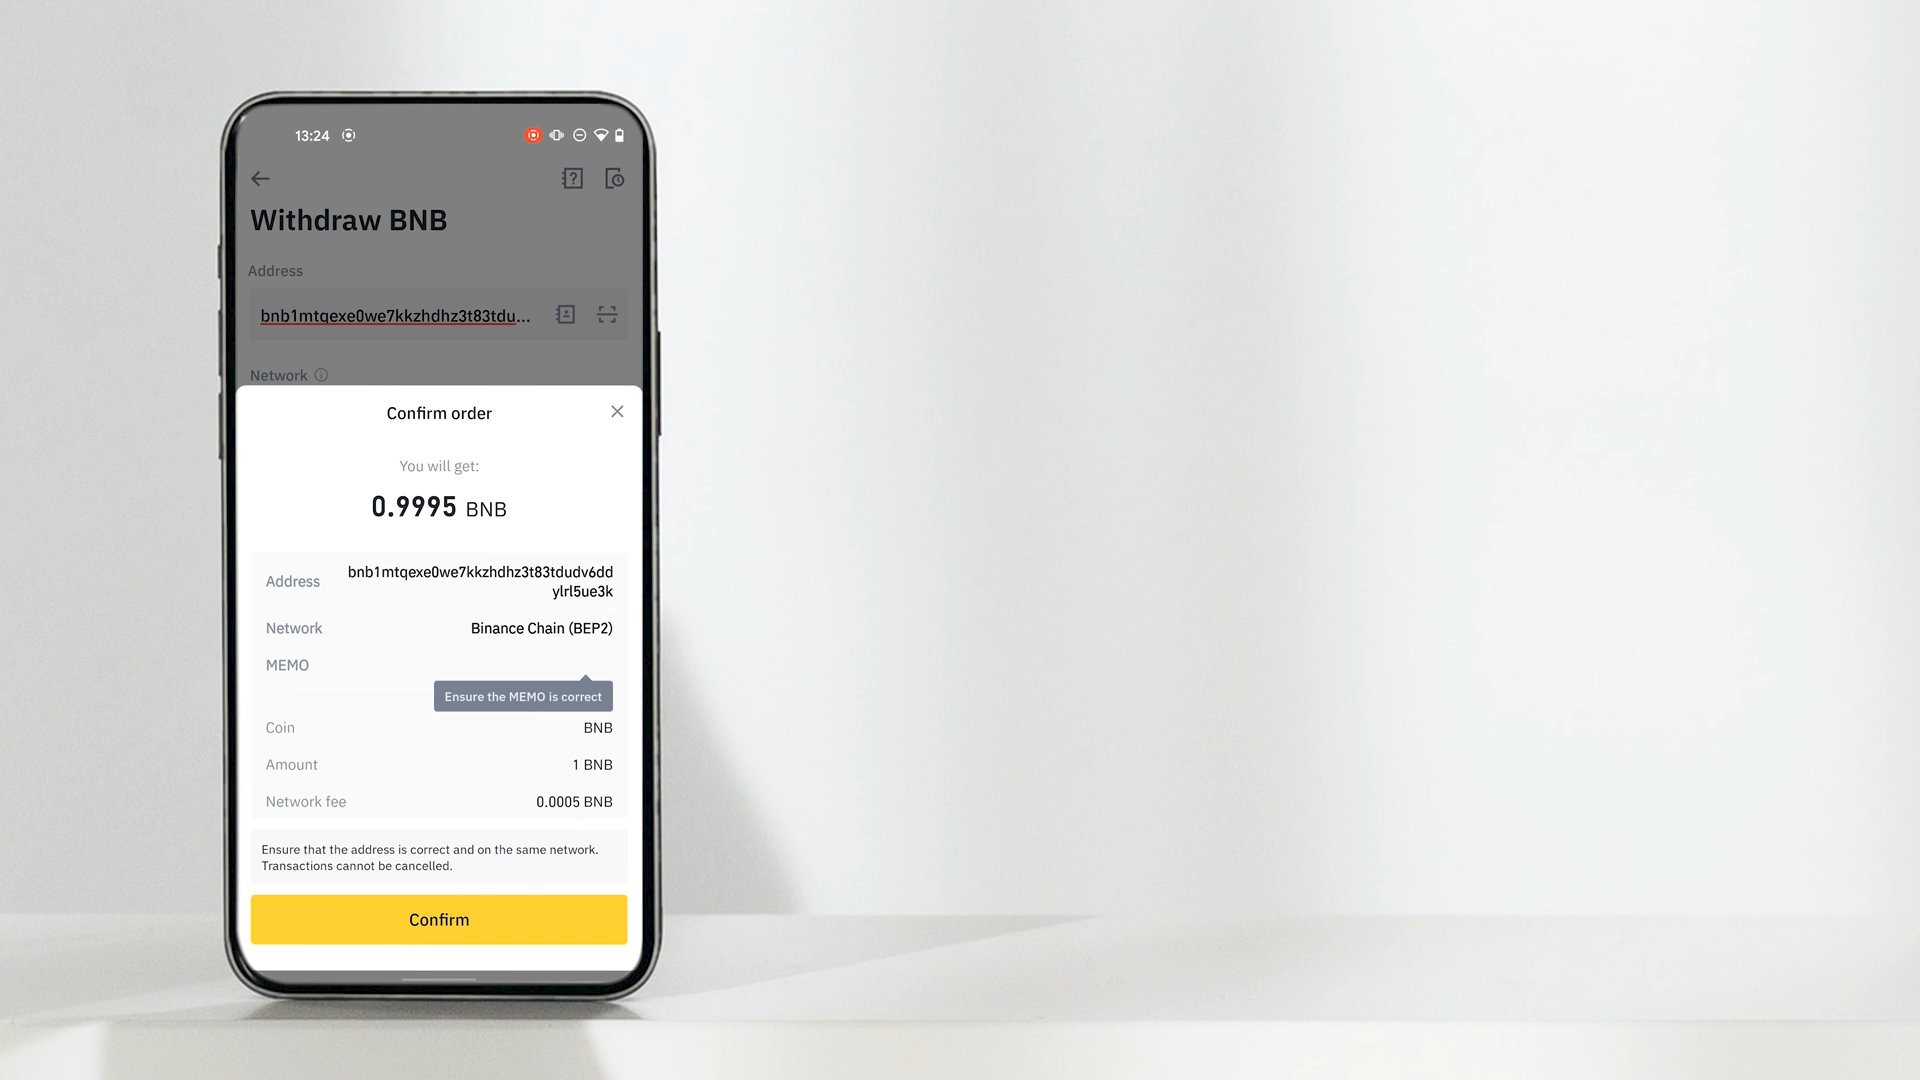 13:24
Withdraw BNB
Address
bnb1mtqexe0we7kkzhdhz3t83tdu...
Network
Confirm order
You will get:
0.9995 BNB
Address bnb1mtqexe0we7kkzhdhz3t83tdudv6dd
ylrl5ue3k
Network Binance Chain (BEP2)
MEMO
Ensure the MEMO is correct
Coin BNB
Amount 1 BNB
Network fee 0.0005 BNB
Ensure that the address is correct and on the same network.
Transactions cannot be cancelled.
Confirm